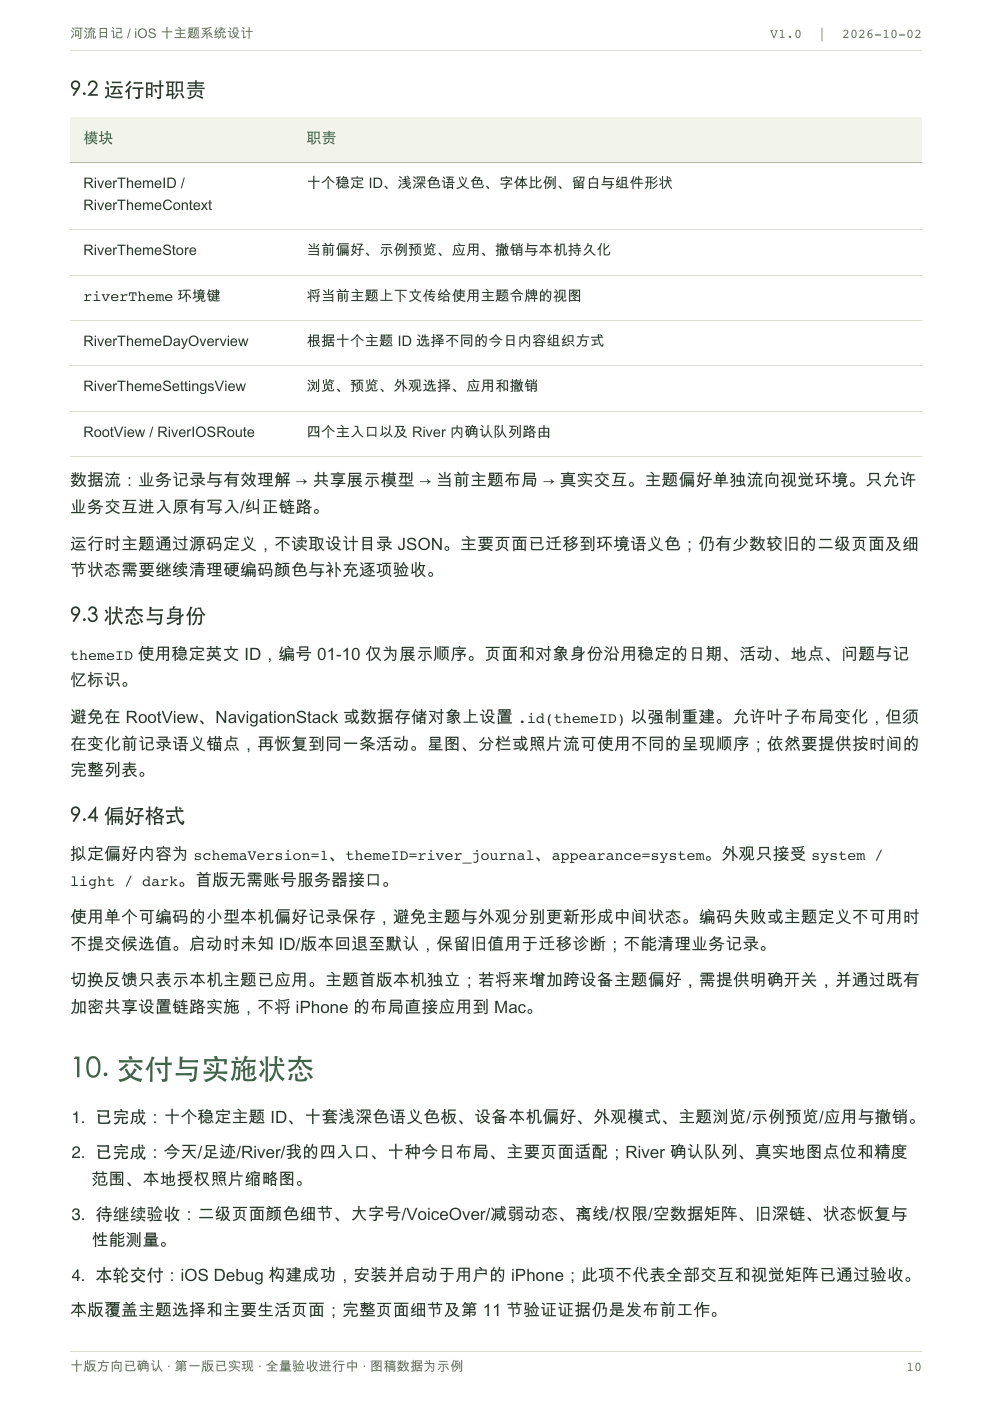 河流日记 / iOS 十主题系统设计
V1.0 | 2026-10-02
9.2 运行时职责
模块 职责
RiverThemeID / 十个稳定 ID、浅深色语义色、字体比例、留白与组件形状
RiverThemeContext
RiverThemeStore 当前偏好、示例预览、应用、撤销与本机持久化
riverTheme 环境键 将当前主题上下文传给使用主题令牌的视图
RiverThemeDayOverview 根据十个主题 ID 选择不同的今日内容组织方式
RiverThemeSettingsView 浏览、预览、外观选择、应用和撤销
RootView / RiverIOSRoute 四个主入口以及 River 内确认队列路由
数据流：业务记录与有效理解 → 共享展示模型 → 当前主题布局 → 真实交互。主题偏好单独流向视觉环境。只允许
业务交互进入原有写入/纠正链路。
运行时主题通过源码定义，不读取设计目录 JSON。主要页面已迁移到环境语义色；仍有少数较旧的二级页面及细
节状态需要继续清理硬编码颜色与补充逐项验收。
9.3 状态与身份
themeID 使用稳定英文 ID，编号 01-10 仅为展示顺序。页面和对象身份沿用稳定的日期、活动、地点、问题与记
忆标识。
避免在 RootView、NavigationStack 或数据存储对象上设置 .id(themeID) 以强制重建。允许叶子布局变化，但须
在变化前记录语义锚点，再恢复到同一条活动。星图、分栏或照片流可使用不同的呈现顺序；依然要提供按时间的
完整列表。
9.4 偏好格式
拟定偏好内容为 schemaVersion=1、themeID=river_journal、appearance=system。外观只接受 system /
light / dark。首版无需账号服务器接口。
使用单个可编码的小型本机偏好记录保存，避免主题与外观分别更新形成中间状态。编码失败或主题定义不可用时
不提交候选值。启动时未知 ID/版本回退至默认，保留旧值用于迁移诊断；不能清理业务记录。
切换反馈只表示本机主题已应用。主题首版本机独立；若将来增加跨设备主题偏好，需提供明确开关，并通过既有
加密共享设置链路实施，不将 iPhone 的布局直接应用到 Mac。
10. 交付与实施状态
1. 已完成：十个稳定主题 ID、十套浅深色语义色板、设备本机偏好、外观模式、主题浏览/示例预览/应用与撤销。
2. 已完成：今天/足迹/River/我的四入口、十种今日布局、主要页面适配；River 确认队列、真实地图点位和精度
范围、本地授权照片缩略图。
3. 待继续验收：二级页面颜色细节、大字号/VoiceOver/减弱动态、离线/权限/空数据矩阵、旧深链、状态恢复与
性能测量。
4. 本轮交付：iOS Debug 构建成功，安装并启动于用户的 iPhone；此项不代表全部交互和视觉矩阵已通过验收。
本版覆盖主题选择和主要生活页面；完整页面细节及第 11 节验证证据仍是发布前工作。
十版方向已确认 · 第一版已实现 · 全量验收进行中 · 图稿数据为示例
10